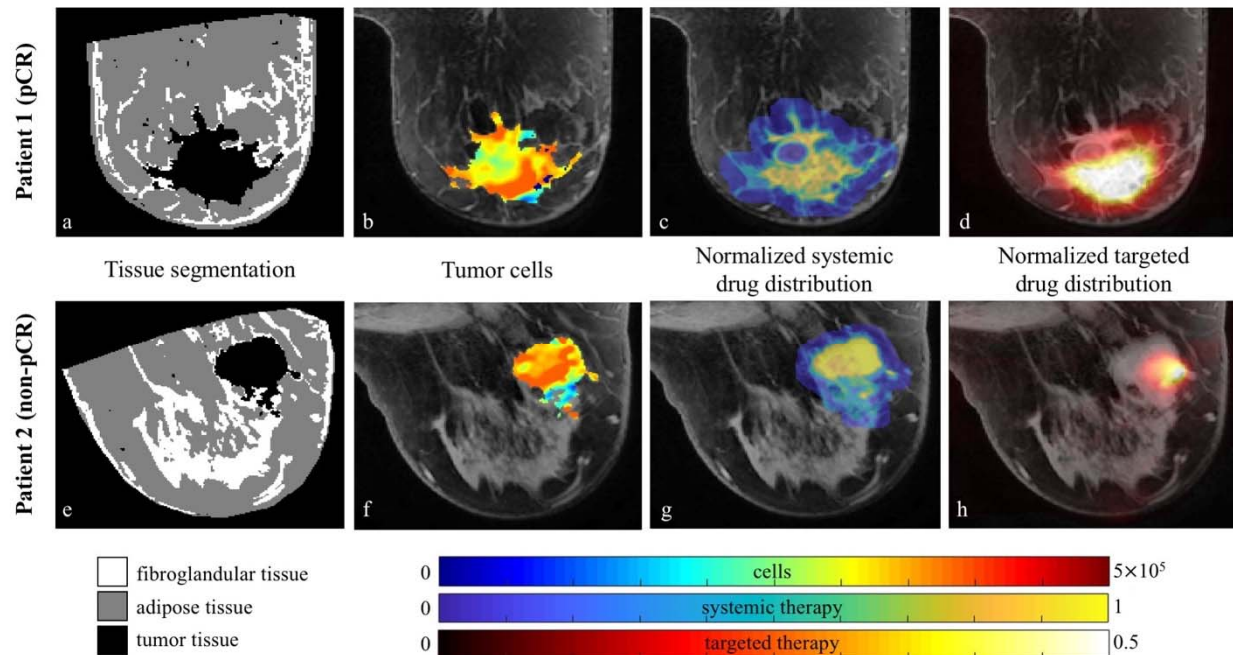 Patient 1 (pCR)
a
b
c
d
Tissue segmentation
Tumor cells
Normalized systemic
drug distribution
Normalized targeted
drug distribution
Patient 2 (non-pCR)
e
f
g
h
fibroglandular tissue
adipose tissue
tumor tissue
0 cells 5×10⁵
0 systemic therapy 1
0 targeted therapy 0.5